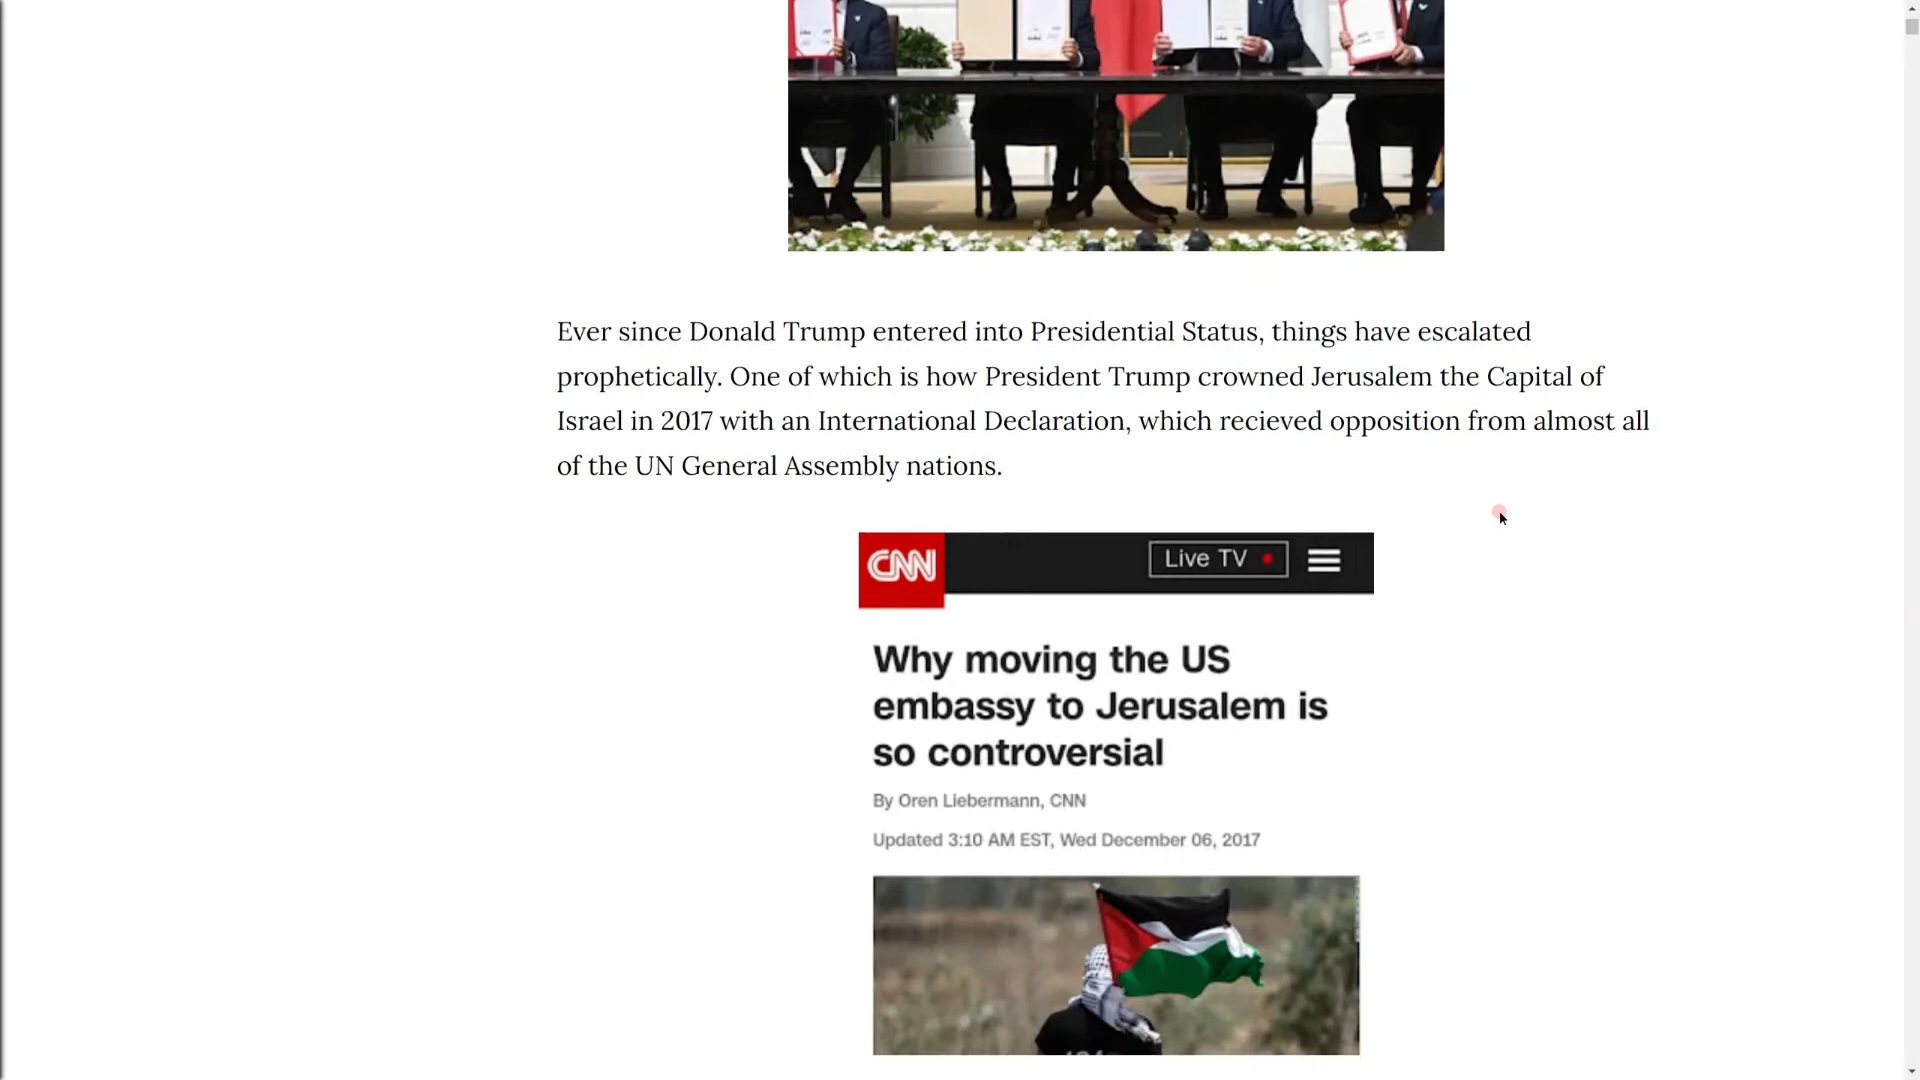 Ever since Donald Trump entered into Presidential Status, things have escalated
prophetically. One of which is how President Trump crowned Jerusalem the Capital of
Israel in 2017 with an International Declaration, which recieved opposition from almost all
of the UN General Assembly nations.
CNN
Live TV
Why moving the US
embassy to Jerusalem is
so controversial
By Oren Liebermann, CNN
Updated 3:10 AM EST, Wed December 06, 2017